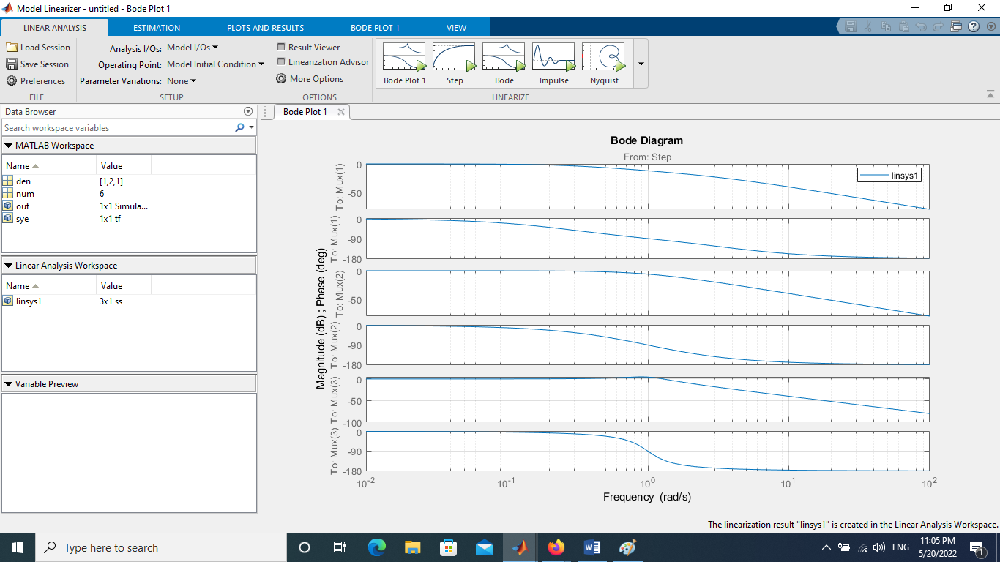 Model Linearizer - untitled - Bode Plot 1
LINEAR ANALYSIS ESTIMATION PLOTS AND RESULTS BODE PLOT 1 VIEW
Load Session
Save Session
Preferences
FILE
Analysis I/Os: Model I/Os
Operating Point: Model Initial Condition
Parameter Variations: None
SETUP
Result Viewer
Linearization Advisor
More Options
OPTIONS
Bode Plot 1 Step Bode Impulse Nyquist
LINEARIZE
Data Browser
Search workspace variables
MATLAB Workspace
Name Value
den [1,2,1]
num 6
out 1x1 Simula...
sye 1x1 tf
Linear Analysis Workspace
Name Value
linsys1 3x1 ss
Variable Preview
Bode Plot 1
Bode Diagram
From: Step
linsys1
Magnitude (dB) ; Phase (deg)
To: Mux(1)
0
-50
To: Mux(1)
0
-90
-180
To: Mux(2)
0
-50
To: Mux(2)
0
-90
-180
To: Mux(3)
0
-50
-100
To: Mux(3)
0
-90
-180
10-2 10-1 100 101 102
Frequency (rad/s)
The linearization result "linsys1" is created in the Linear Analysis Workspace.
Type here to search
ENG
11:05 PM
5/20/2022
1